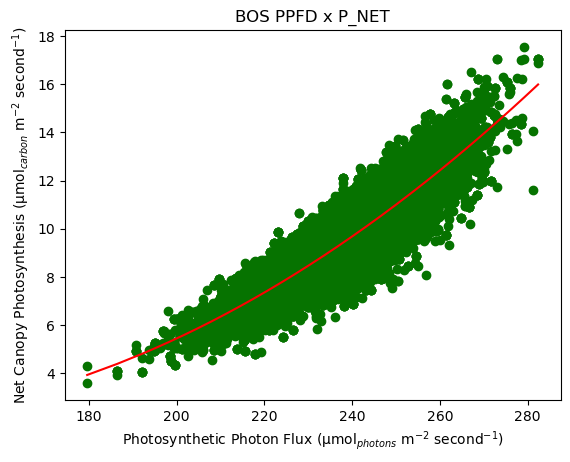 BOS PPFD x P_NET
Net Canopy Photosynthesis (μmol$_{carbon}$ m$^{-2}$ second$^{-1}$)
18
16
14
12
10
8
6
4
180 200 220 240 260 280
Photosynthetic Photon Flux (μmol$_{photons}$ m$^{-2}$ second$^{-1}$)